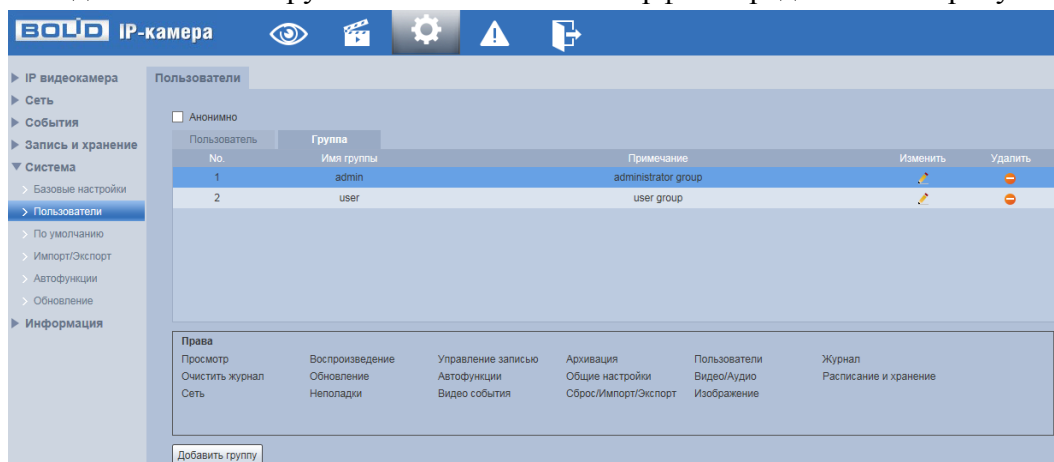 BOLID IP-камера
IP видеокамера
Сеть
События
Запись и хранение
Система
Базовые настройки
Пользователи
По умолчанию
Импорт/Экспорт
Автофункции
Обновление
Информация
Пользователи
Анонимно
Пользователь Группа
No. Имя группы Примечание Изменить Удалить
1 admin administrator group
2 user user group
Права
Просмотр Воспроизведение Управление записью Архивация Пользователи Журнал
Очистить журнал Обновление Автофункции Общие настройки Видео/Аудио Расписание и хранение
Сеть Неполадки Видео события Сброс/Импорт/Экспорт Изображение
Добавить группу